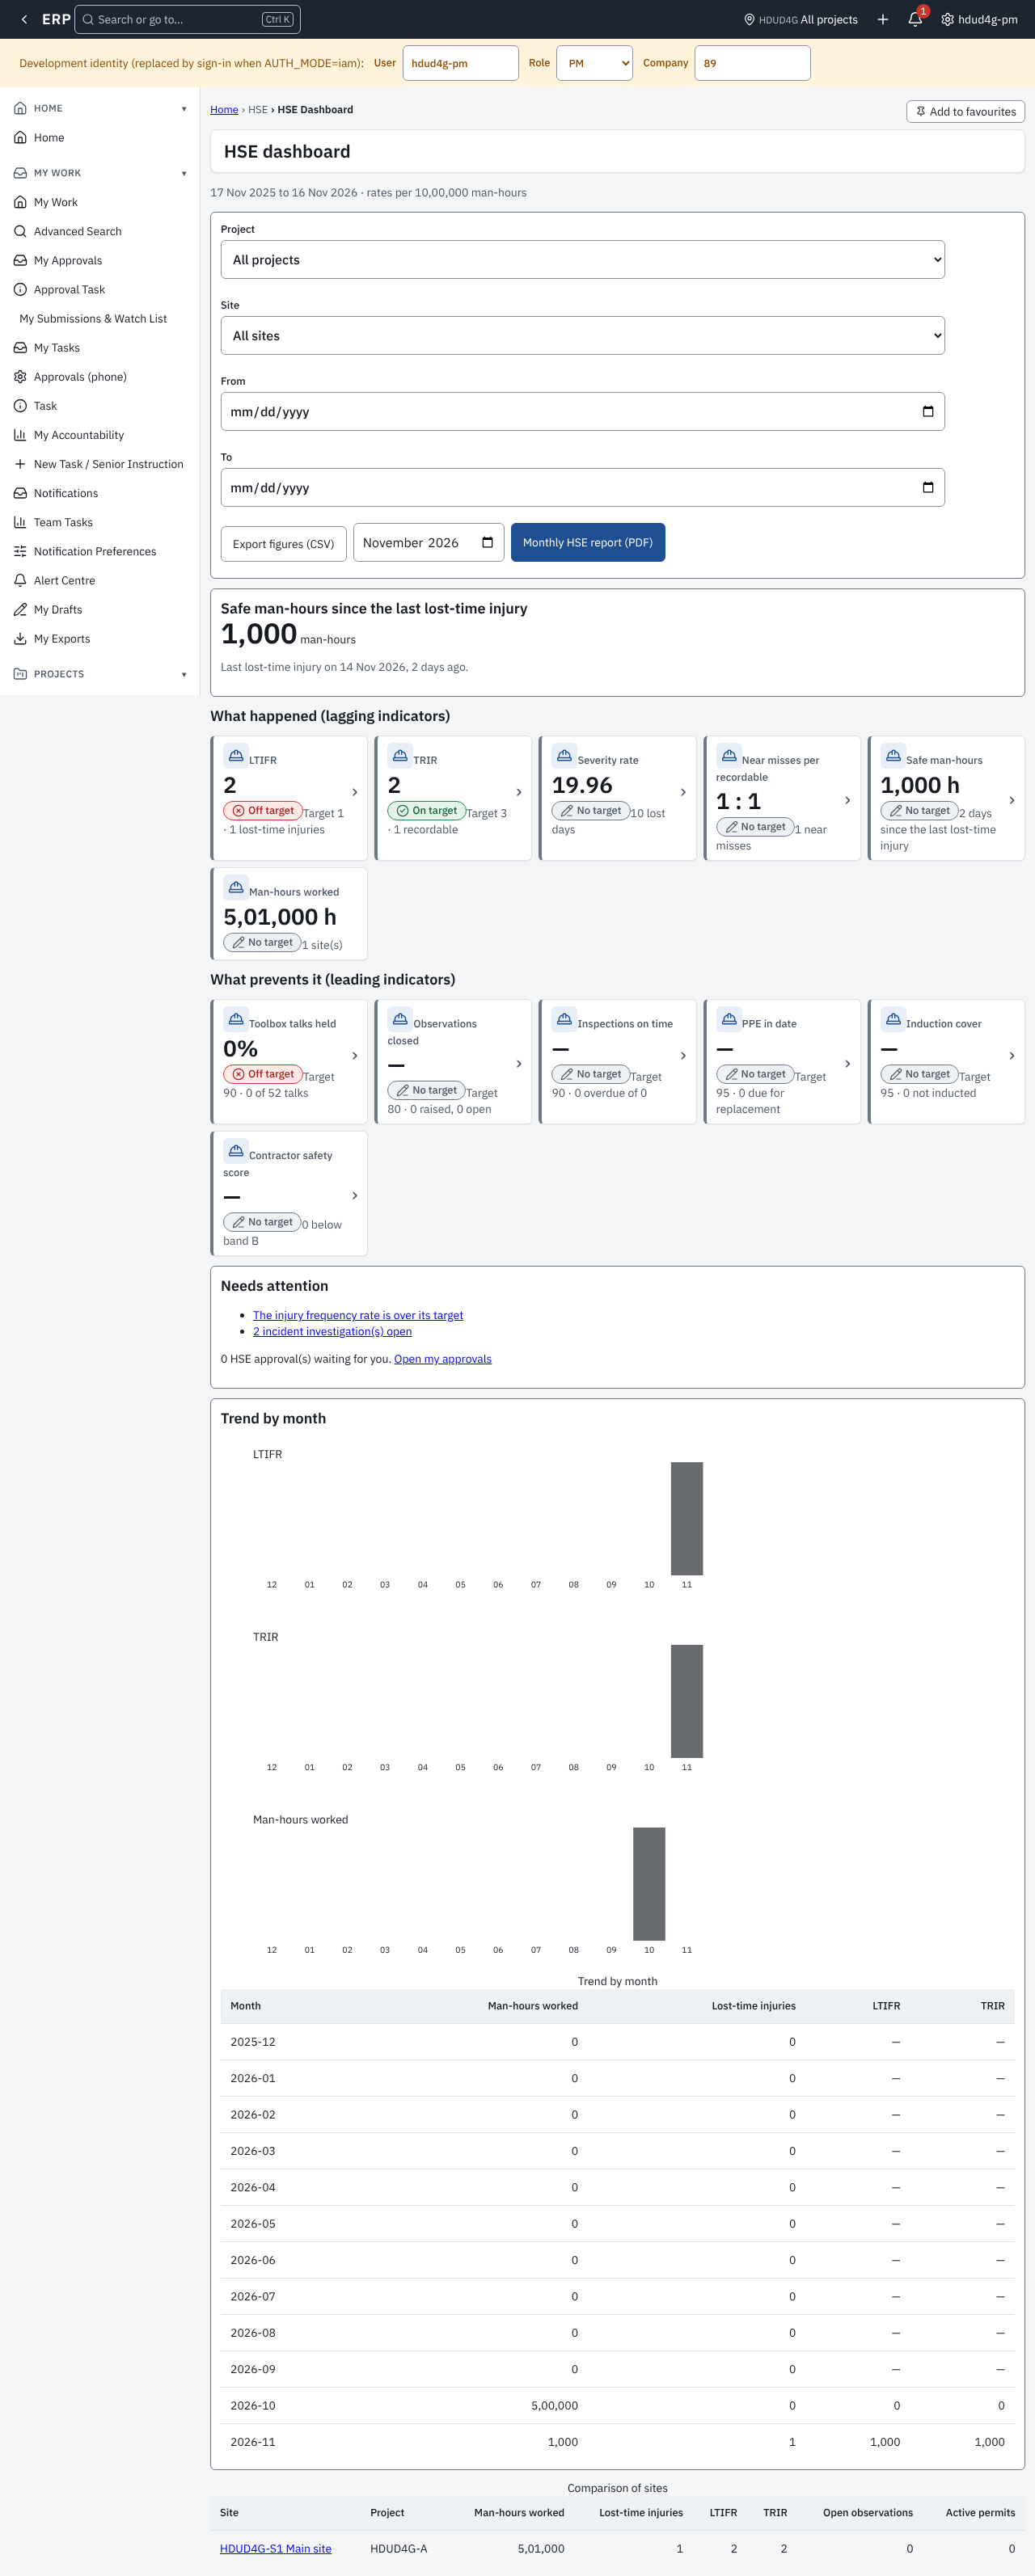 ERP
Search or go to...
Ctrl K
HDUD4G All projects
1
hdud4g-pm
Development identity (replaced by sign-in when AUTH_MODE=iam):
User
hdud4g-pm
Role
PM
Company
89
HOME
Home
MY WORK
My Work
Advanced Search
My Approvals
Approval Task
My Submissions & Watch List
My Tasks
Approvals (phone)
Task
My Accountability
New Task / Senior Instruction
Notifications
Team Tasks
Notification Preferences
Alert Centre
My Drafts
My Exports
PROJECTS
Home › HSE › HSE Dashboard
Add to favourites
HSE dashboard
17 Nov 2025 to 16 Nov 2026 · rates per 10,00,000 man-hours
Project
All projects
Site
All sites
From
mm/dd/yyyy
To
mm/dd/yyyy
Export figures (CSV)
November 2026
Monthly HSE report (PDF)
Safe man-hours since the last lost-time injury
1,000 man-hours
Last lost-time injury on 14 Nov 2026, 2 days ago.
What happened (lagging indicators)
LTIFR
2
Off target Target 1
· 1 lost-time injuries
TRIR
2
On target Target 3
· 1 recordable
Severity rate
19.96
No target 10 lost
days
Near misses per
recordable
1 : 1
No target 1 near
misses
Safe man-hours
1,000 h
No target 2 days
since the last lost-time
injury
Man-hours worked
5,01,000 h
No target 1 site(s)
What prevents it (leading indicators)
Toolbox talks held
0%
Off target Target
90 · 0 of 52 talks
Observations
closed
—
No target Target
80 · 0 raised, 0 open
Inspections on time
—
No target Target
90 · 0 overdue of 0
PPE in date
—
No target Target
95 · 0 due for
replacement
Induction cover
—
No target Target
95 · 0 not inducted
Contractor safety
score
—
No target 0 below
band B
Needs attention
The injury frequency rate is over its target
2 incident investigation(s) open
0 HSE approval(s) waiting for you. Open my approvals
Trend by month
LTIFR
12 01 02 03 04 05 06 07 08 09 10 11
TRIR
12 01 02 03 04 05 06 07 08 09 10 11
Man-hours worked
12 01 02 03 04 05 06 07 08 09 10 11
Trend by month
Month Man-hours worked Lost-time injuries LTIFR TRIR
2025-12 0 0 — —
2026-01 0 0 — —
2026-02 0 0 — —
2026-03 0 0 — —
2026-04 0 0 — —
2026-05 0 0 — —
2026-06 0 0 — —
2026-07 0 0 — —
2026-08 0 0 — —
2026-09 0 0 — —
2026-10 5,00,000 0 0 0
2026-11 1,000 1 1,000 1,000
Comparison of sites
Site Project Man-hours worked Lost-time injuries LTIFR TRIR Open observations Active permits
HDUD4G-S1 Main site HDUD4G-A 5,01,000 1 2 2 0 0